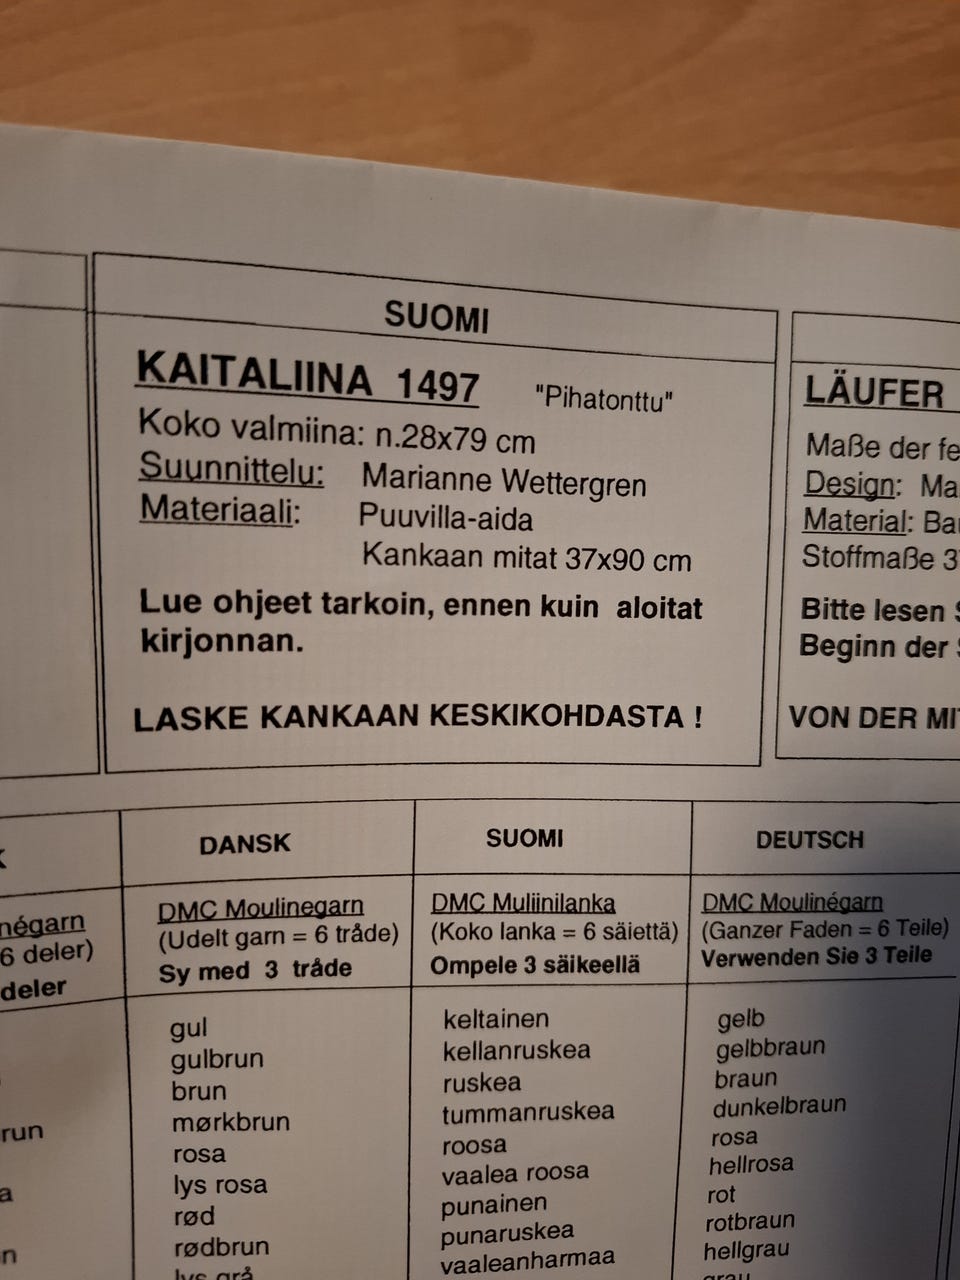 SUOMI
KAITALIINA 1497 "Pihatonttu"
Koko valmiina: n.28x79 cm
Suunnittelu: Marianne Wettergren
Materiaali: Puuvilla-aida
Kankaan mitat 37x90 cm
Lue ohjeet tarkoin, ennen kuin aloitat
kirjonnan.
LASKE KANKAAN KESKIKOHDASTA !
LÄUFER
Maße der fe
Design: Ma
Material: Ba
Stoffmaße 3
Bitte lesen S
Beginn der S
VON DER MIT
négarn
6 deler)
deler
run
a
n
DANSK
DMC Moulinegarn
(Udelt garn = 6 tråde)
Sy med 3 tråde
gul
gulbrun
brun
mørkbrun
rosa
lys rosa
rød
rødbrun
lys grå
SUOMI
DMC Muliinilanka
(Koko lanka = 6 säiettä)
Ompele 3 säikeellä
keltainen
kellanruskea
ruskea
tummanruskea
roosa
vaalea roosa
punainen
punaruskea
vaaleanharmaa
DEUTSCH
DMC Moulinégarn
(Ganzer Faden = 6 Teile)
Verwenden Sie 3 Teile
gelb
gelbbraun
braun
dunkelbraun
rosa
hellrosa
rot
rotbraun
hellgrau
grau